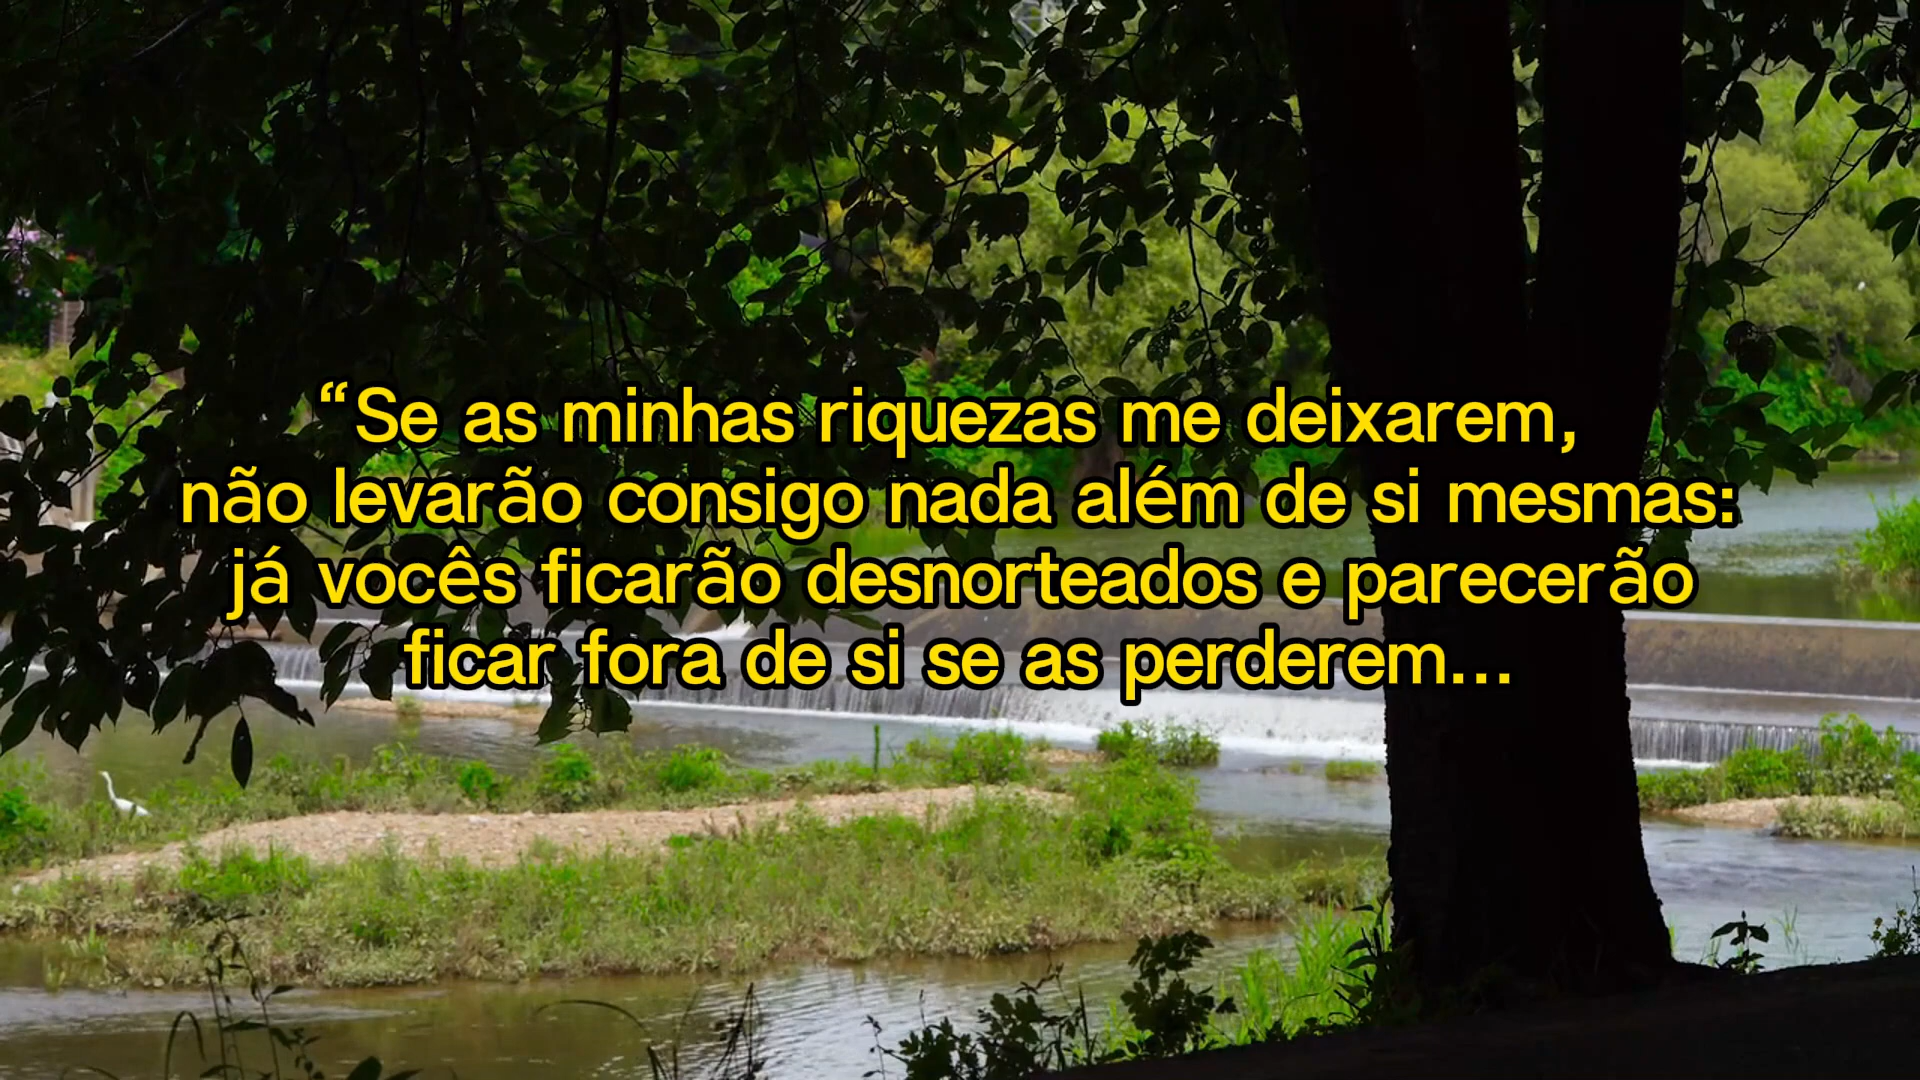 “Se as minhas riquezas me deixarem,
não levarão consigo nada além de si mesmas:
já vocês ficarão desnorteados e parecerão
ficar fora de si se as perderem...